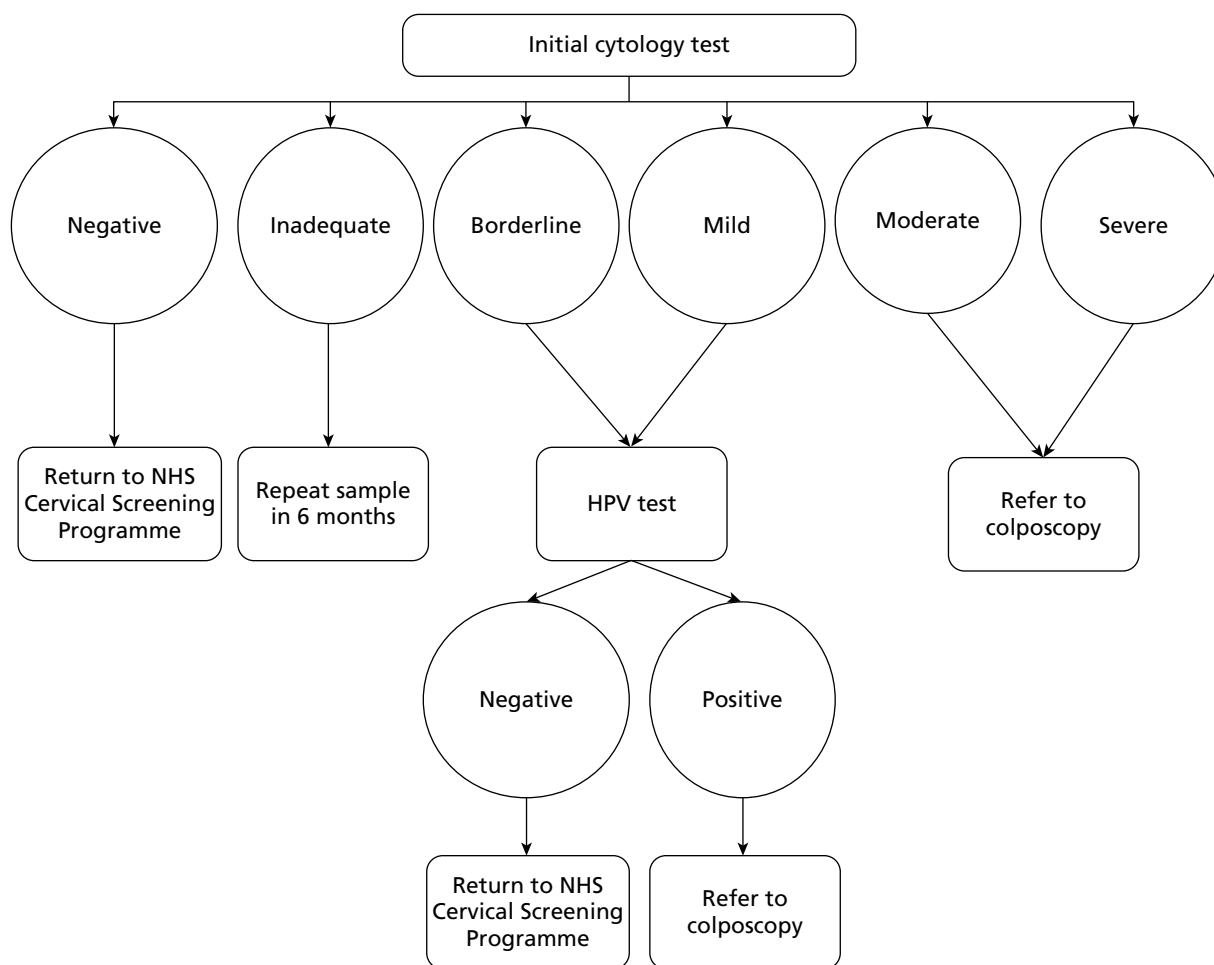 Initial cytology test
Negative
Inadequate
Borderline
Mild
Moderate
Severe
Return to NHS
Cervical Screening
Programme
Repeat sample
in 6 months
HPV test
Refer to
colposcopy
Negative
Positive
Return to NHS
Cervical Screening
Programme
Refer to
colposcopy